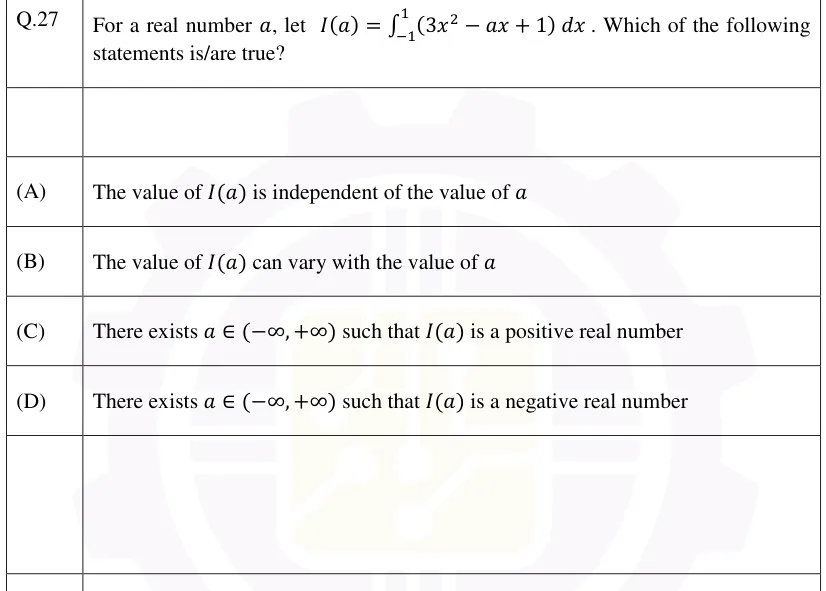 Q.27 For a real number 𝑎, let 𝐼(𝑎) = ∫₋₁¹(3𝑥² − 𝑎𝑥 + 1) 𝑑𝑥 . Which of the following
statements is/are true?
(A) The value of 𝐼(𝑎) is independent of the value of 𝑎
(B) The value of 𝐼(𝑎) can vary with the value of 𝑎
(C) There exists 𝑎 ∈ (−∞, +∞) such that 𝐼(𝑎) is a positive real number
(D) There exists 𝑎 ∈ (−∞, +∞) such that 𝐼(𝑎) is a negative real number